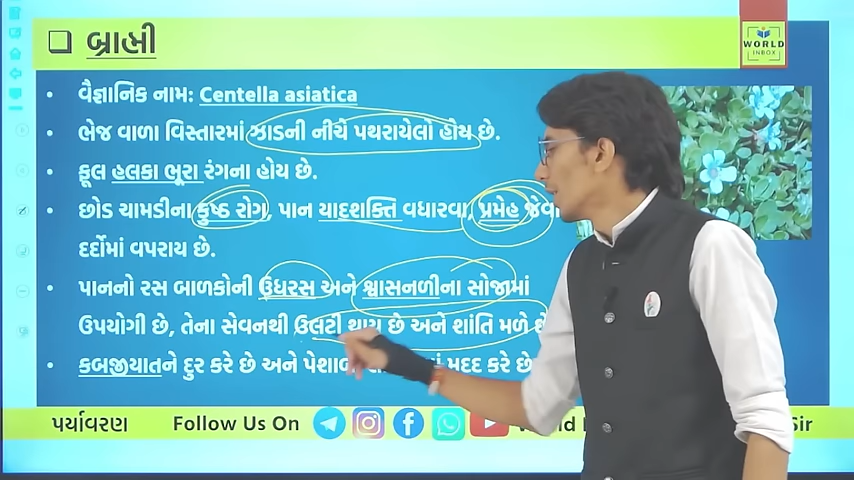 ❑ બ્રાહ્મી
WORLD
INBOX
• વૈજ્ઞાનિક નામ: Centella asiatica
• ભેજ વાળા વિસ્તારમાં ઝાડની નીચે પથરાયેલો હોય છે.
• ફૂલ હલકા ભૂરા રંગના હોય છે.
• છોડ ચામડીના કુષ્ઠ રોગ, પાન યાદશક્તિ વધારવા, પ્રમેહ જેવા
દર્દોમાં વપરાય છે.
• પાનનો રસ બાળકોની ઉધરસ અને શ્વાસનળીના સોજામાં
ઉપયોગી છે, તેના સેવનથી ઉલટી થાય છે અને શાંતિ મળે છે
• કબજીયાતને દુર કરે છે અને મદદ કરે છે
પર્યાવરણ Follow Us On Sir